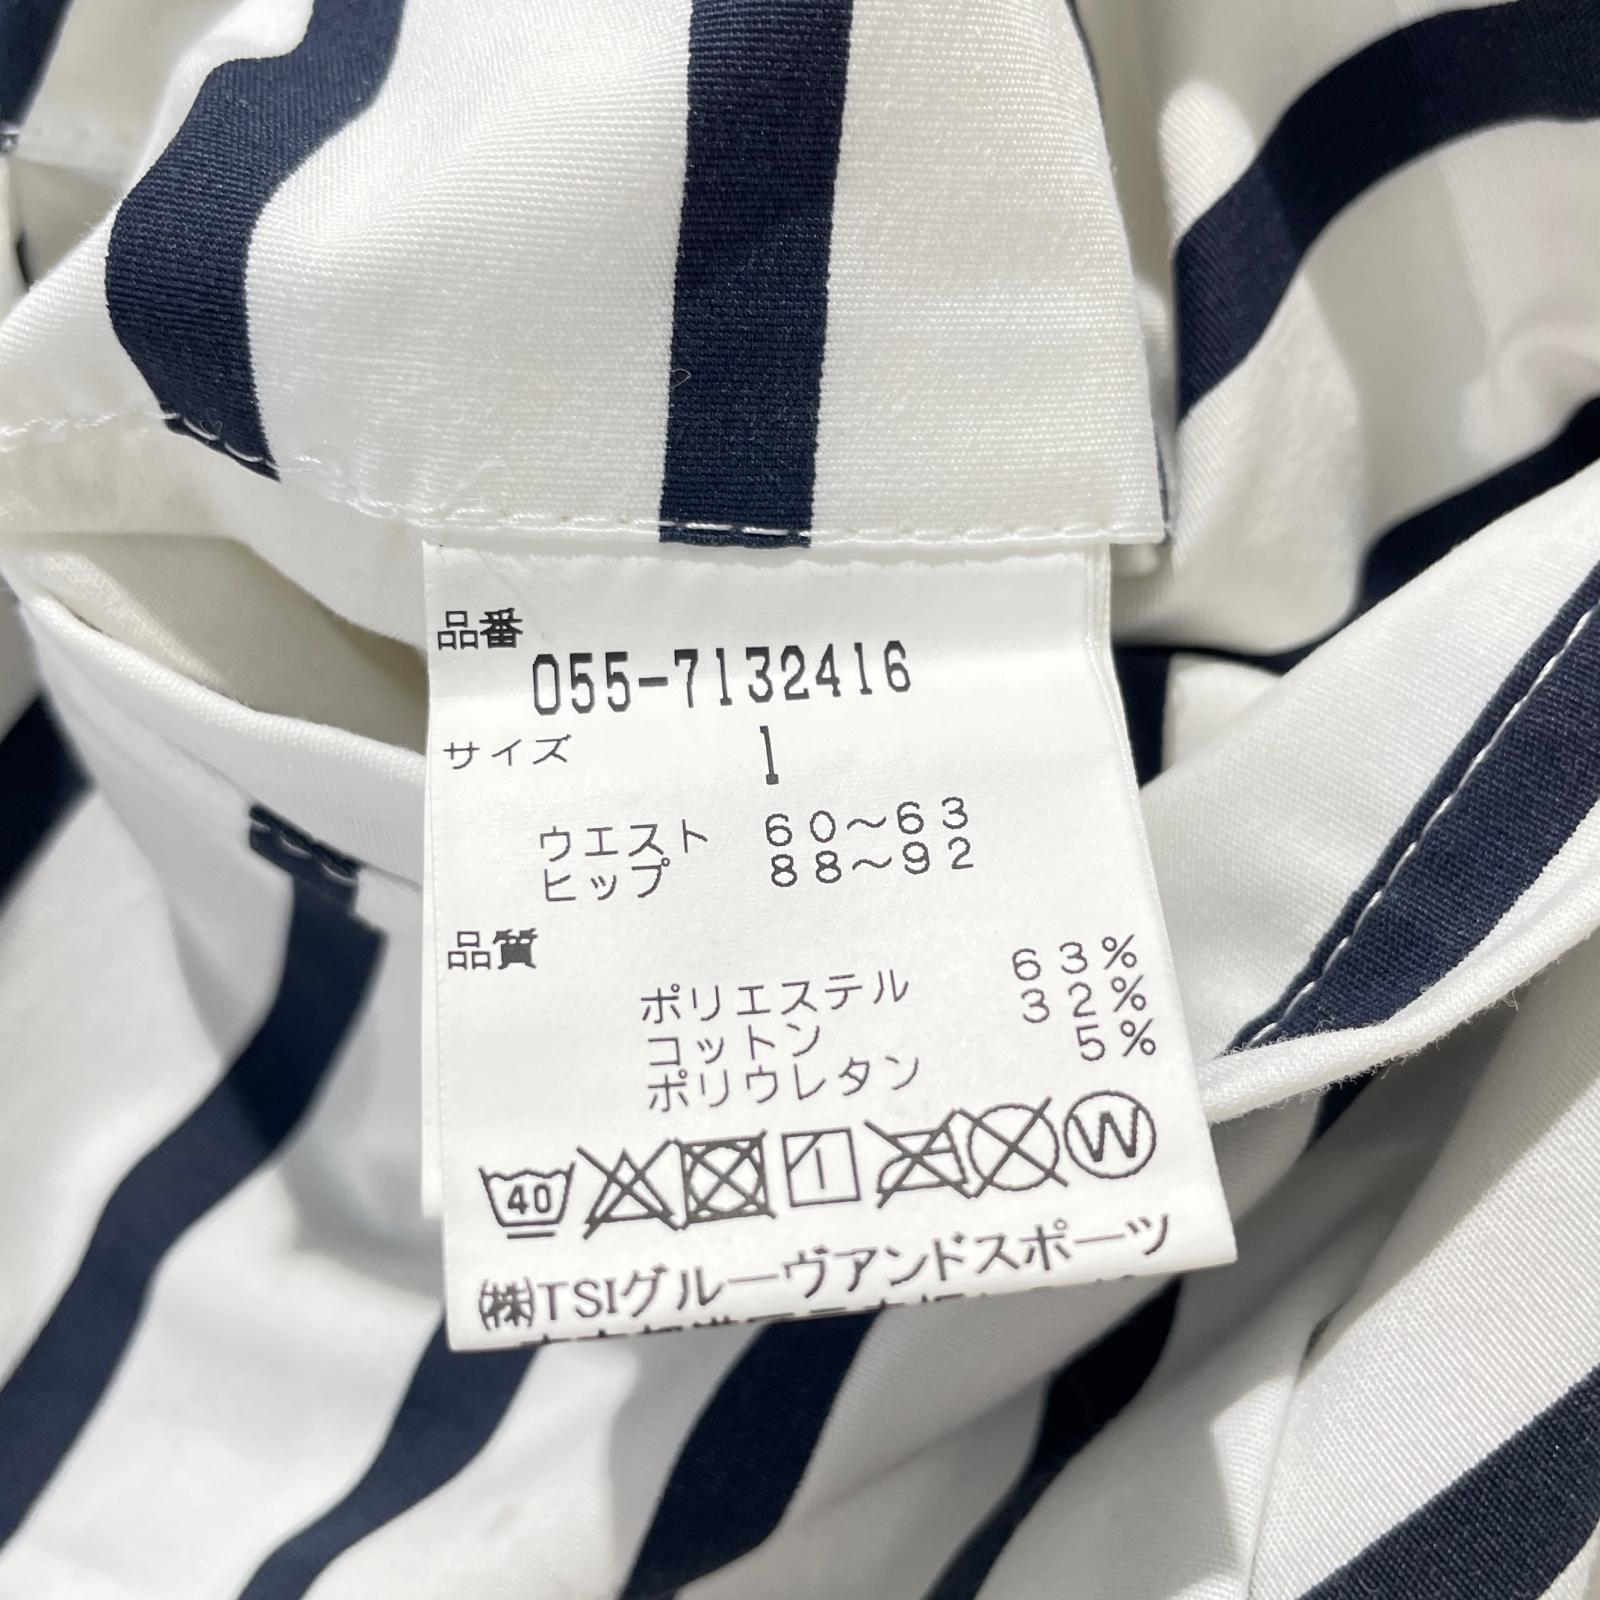 品番
055-7132416
サイズ 1
ウエスト 60〜63
ヒップ 88〜92
品質
ポリエステル 63%
コットン 32%
ポリウレタン 5%
40 W
㈱TSIグルーヴアンドスポーツ